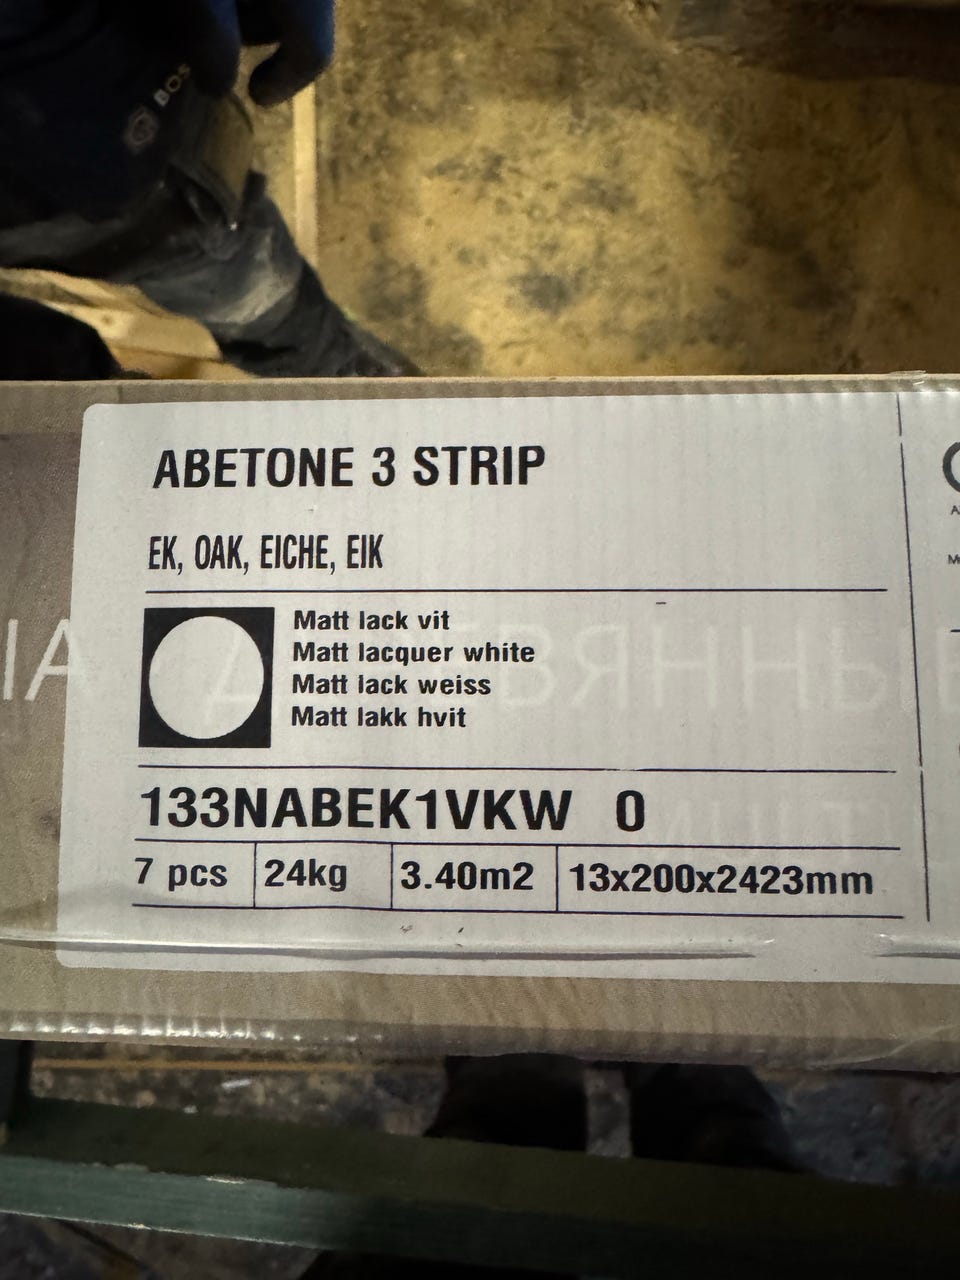 BOS
ABETONE 3 STRIP
EK, OAK, EICHE, EIK
Matt lack vit
Matt lacquer white
Matt lack weiss
Matt lakk hvit
133NABEK1VKW 0
7 pcs 24kg 3.40m2 13x200x2423mm